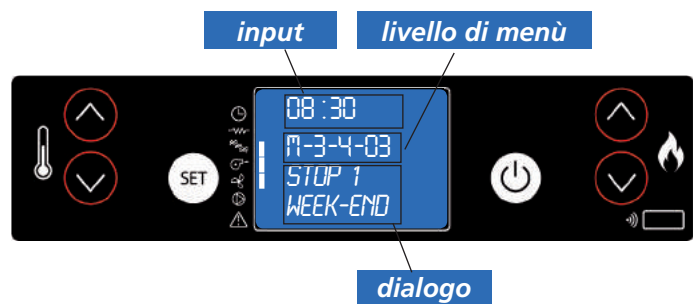 input
livello di menù
08:30
M-3-4-03
SET
STOP 1
WEEK-END
dialogo